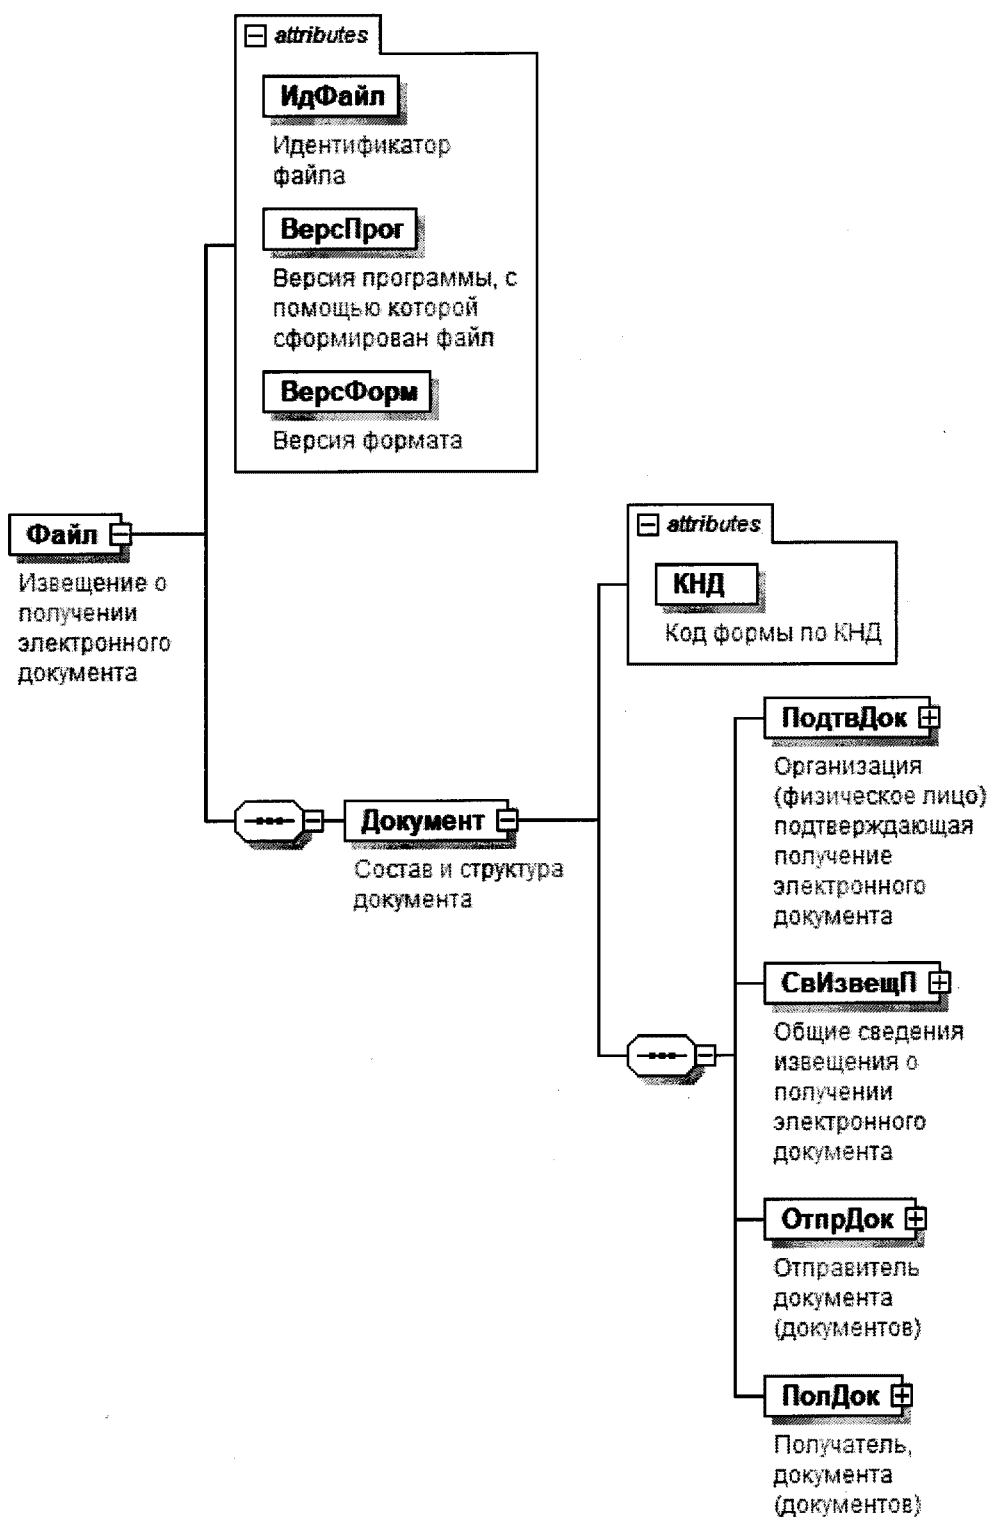 attributes
ИдФайл
Идентификатор
файла
ВерсПрог
Версия программы, с
помощью которой
сформирован файл
ВерсФорм
Версия формата
Файл
Извещение о
получении
электронного
документа
attributes
КНД
Код формы по КНД
Документ
Состав и структура
документа
ПодтвДок
Организация
(физическое лицо)
подтверждающая
получение
электронного
документа
СвИзвещП
Общие сведения
извещения о
получении
электронного
документа
ОтпрДок
Отправитель
документа
(документов)
ПолДок
Получатель,
документа
(документов)